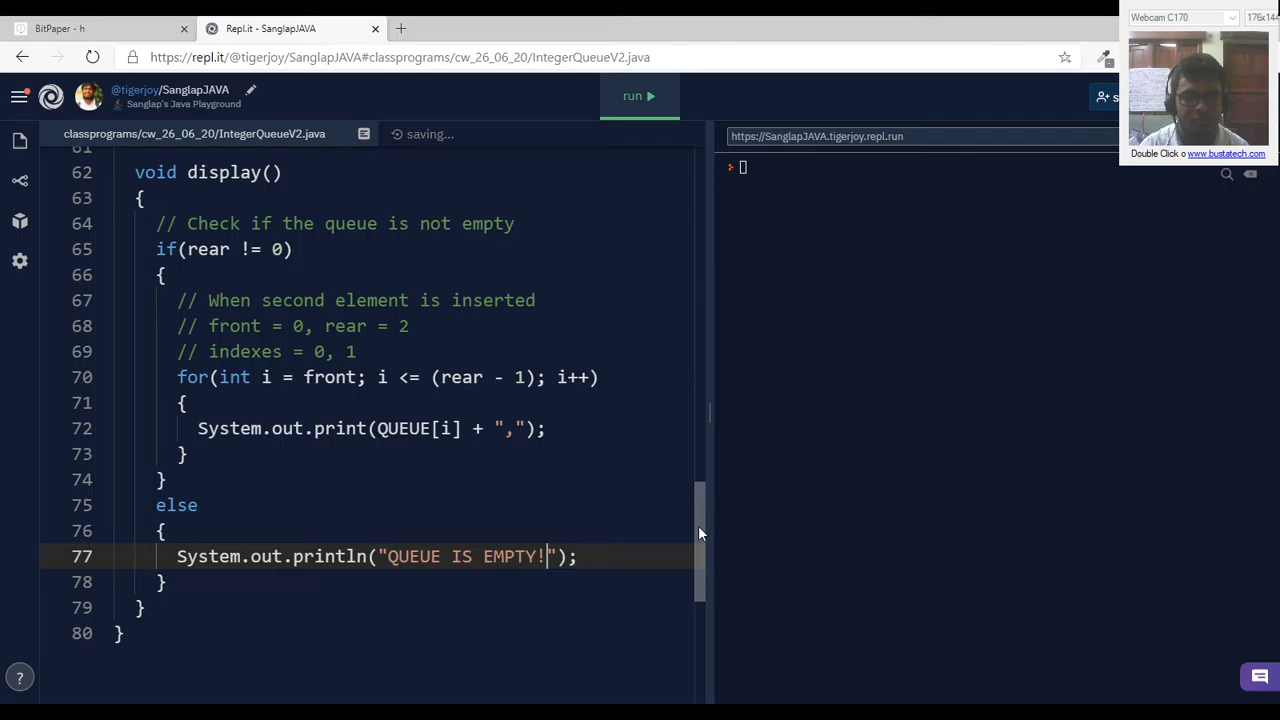 BitPaper - h
Repl.it - SanglapJAVA
https://repl.it/@tigerjoy/SanglapJAVA#classprograms/cw_26_06_20/IntegerQueueV2.java
Webcam C170
176x14
@tigerjoy/SanglapJAVA
Sanglap's Java Playground
run
s
Double Click o www.bustatech.com
classprograms/cw_26_06_20/IntegerQueueV2.java
saving...
https://SanglapJAVA.tigerjoy.repl.run
61
62 void display()
63 {
64 // Check if the queue is not empty
65 if(rear != 0)
66 {
67 // When second element is inserted
68 // front = 0, rear = 2
69 // indexes = 0, 1
70 for(int i = front; i <= (rear - 1); i++)
71 {
72 System.out.print(QUEUE[i] + ",");
73 }
74 }
75 else
76 {
77 System.out.println("QUEUE IS EMPTY!");
78 }
79 }
80 }
?